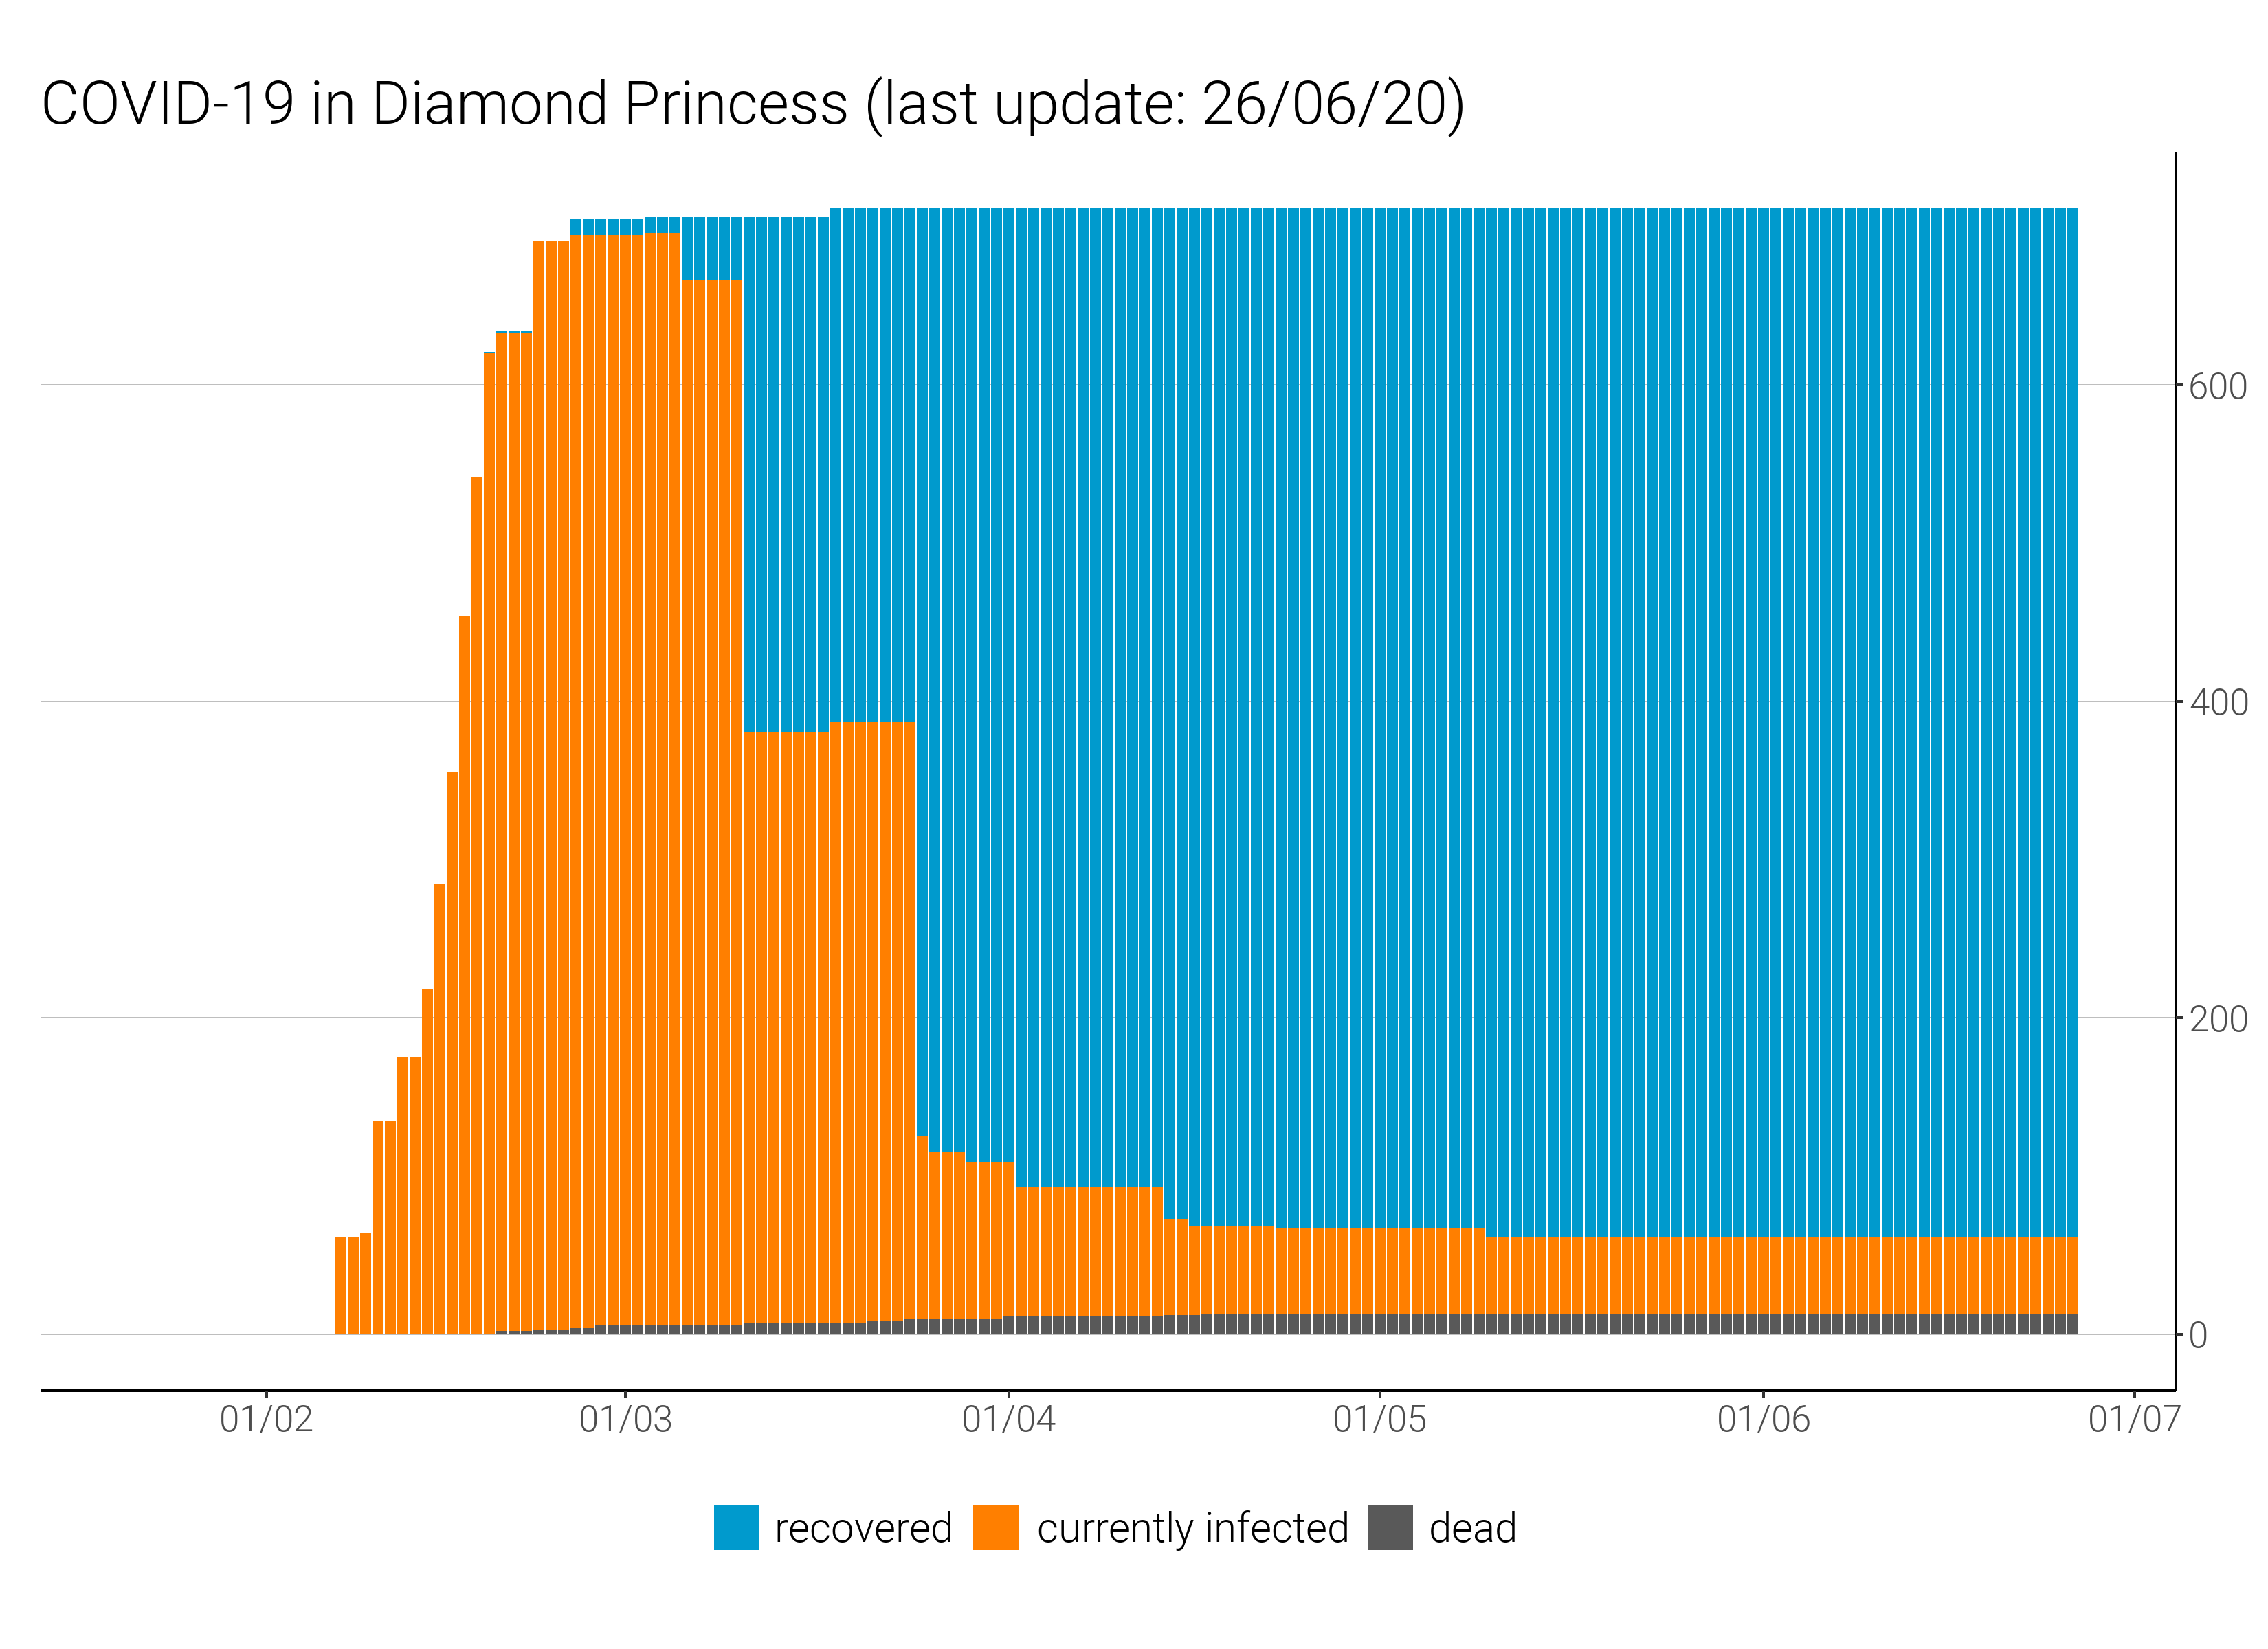 COVID-19 in Diamond Princess (last update: 26/06/20)
600
400
200
0
01/02 01/03 01/04 01/05 01/06 01/07
recovered currently infected dead